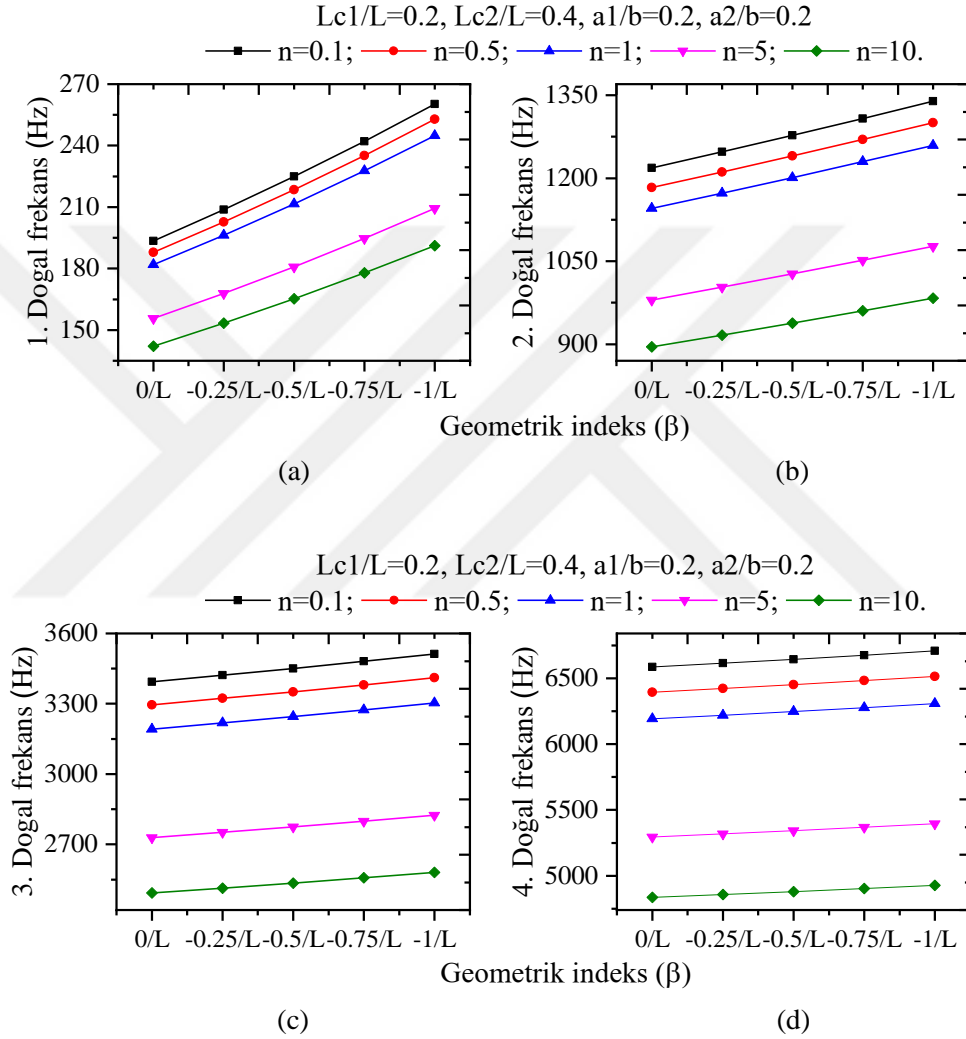 Lc1/L=0.2, Lc2/L=0.4, a1/b=0.2, a2/b=0.2
n=0.1; n=0.5; n=1; n=5; n=10.
270
240
210
180
150
1. Dogal frekans (Hz)
0/L -0.25/L -0.5/L -0.75/L -1/L
1350
1200
1050
900
2. Doğal frekans (Hz)
0/L -0.25/L -0.5/L -0.75/L -1/L
Geometrik indeks (β)
(a) (b)
Lc1/L=0.2, Lc2/L=0.4, a1/b=0.2, a2/b=0.2
n=0.1; n=0.5; n=1; n=5; n=10.
3600
3300
3000
2700
3. Dogal frekans (Hz)
0/L -0.25/L -0.5/L -0.75/L -1/L
6500
6000
5500
5000
4. Doğal frekans (Hz)
0/L -0.25/L -0.5/L -0.75/L -1/L
Geometrik indeks (β)
(c) (d)